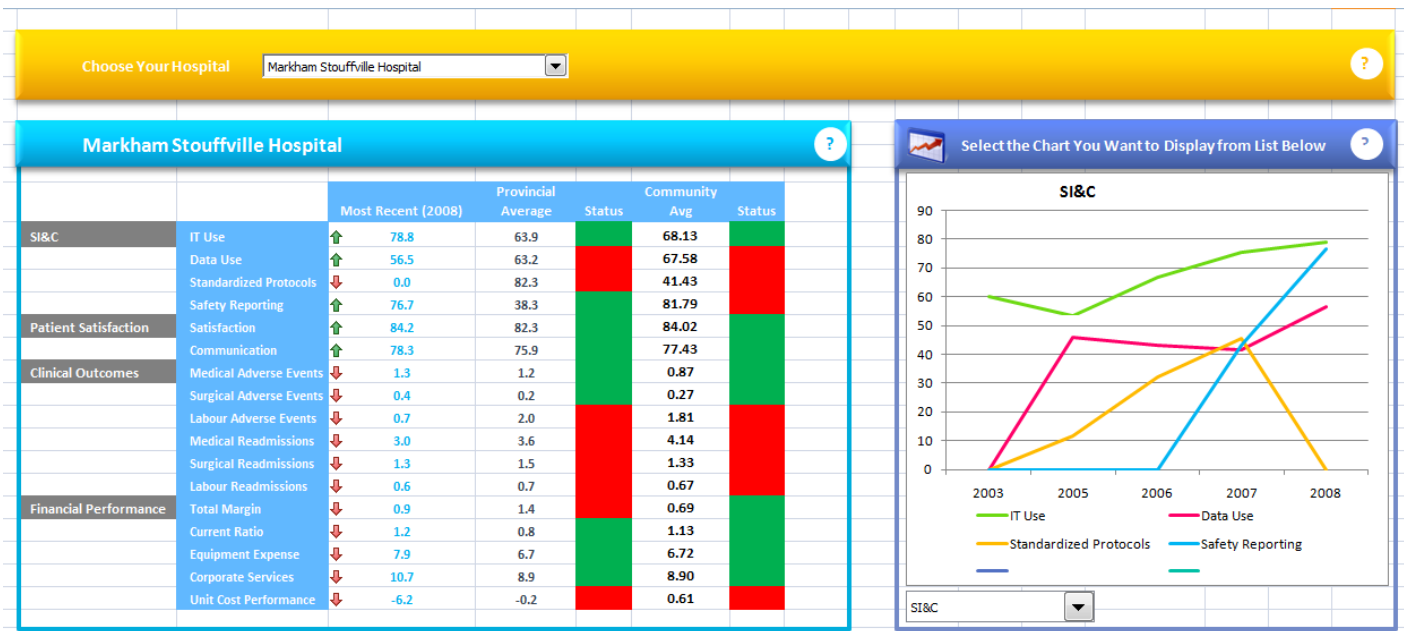 Choose Your Hospital Markham Stouffville Hospital ?
Markham Stouffville Hospital ?
Most Recent (2008) Provincial Average Status Community Avg Status
SI&C IT Use 78.8 63.9 68.13
Data Use 56.5 63.2 67.58
Standardized Protocols 0.0 82.3 41.43
Safety Reporting 76.7 38.3 81.79
Patient Satisfaction Satisfaction 84.2 82.3 84.02
Communication 78.3 75.9 77.43
Clinical Outcomes Medical Adverse Events 1.3 1.2 0.87
Surgical Adverse Events 0.4 0.2 0.27
Labour Adverse Events 0.7 2.0 1.81
Medical Readmissions 3.0 3.6 4.14
Surgical Readmissions 1.3 1.5 1.33
Labour Readmissions 0.6 0.7 0.67
Financial Performance Total Margin 0.9 1.4 0.69
Current Ratio 1.2 0.8 1.13
Equipment Expense 7.9 6.7 6.72
Corporate Services 10.7 8.9 8.90
Unit Cost Performance -6.2 -0.2 0.61
Select the Chart You Want to Display from List Below ?
SI&C
90
80
70
60
50
40
30
20
10
0
2003 2005 2006 2007 2008
IT Use Data Use
Standardized Protocols Safety Reporting
SI&C